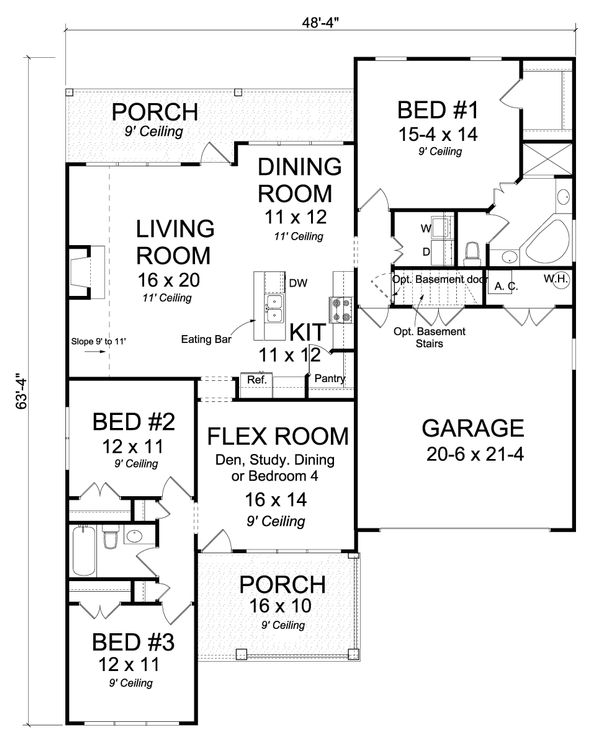 48'-4"
63'-4"
PORCH
9' Ceiling
BED #1
15-4 x 14
9' Ceiling
DINING
ROOM
11 x 12
11' Ceiling
LIVING
ROOM
16 x 20
11' Ceiling
W
D
DW
Opt. Basement door
A. C.
W.H.
Opt. Basement
Stairs
Eating Bar
KIT
11 x 12
Slope 9' to 11'
Ref.
Pantry
BED #2
12 x 11
9' Ceiling
FLEX ROOM
Den, Study. Dining
or Bedroom 4
16 x 14
9' Ceiling
GARAGE
20-6 x 21-4
PORCH
16 x 10
9' Ceiling
BED #3
12 x 11
9' Ceiling